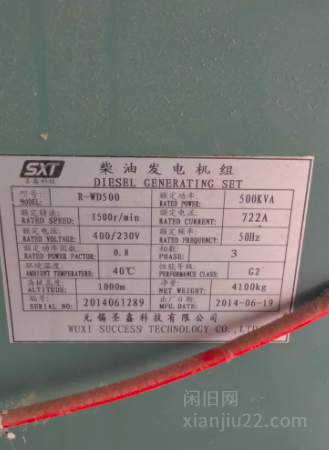 SXT 柴油发电机组
圣鑫科技 DIESEL GENERATING SET
型号: MODEL: R-WD500 额定功率: RATED POWER: 500KVA
额定转速: RATED SPEED: 1500r/min 额定电流: RATED CURRENT: 722A
额定电压: RATED VOLTAGE: 400/230V 额定频率: RATED FREQUENCY: 50Hz
额定功率因数: RATED POWER FACTOR: 0.8 相数: PHASE: 3
环境温度: AMBIENT TEMPERATURE: 40℃ 性能等级: PERFORMANCE CLASS: G2
海拔高度: ALTITEDE: 1000m 净重: NET WEIGHT: 4100kg
编号: SERIAL NO: 2014061289 出厂日期: MFG DATE: 2014-06-19
无锡圣鑫科技有限公司
WUXI SUCCESS TECHNOLOGY CO.,LTD
闲旧网
xianjiu22.com